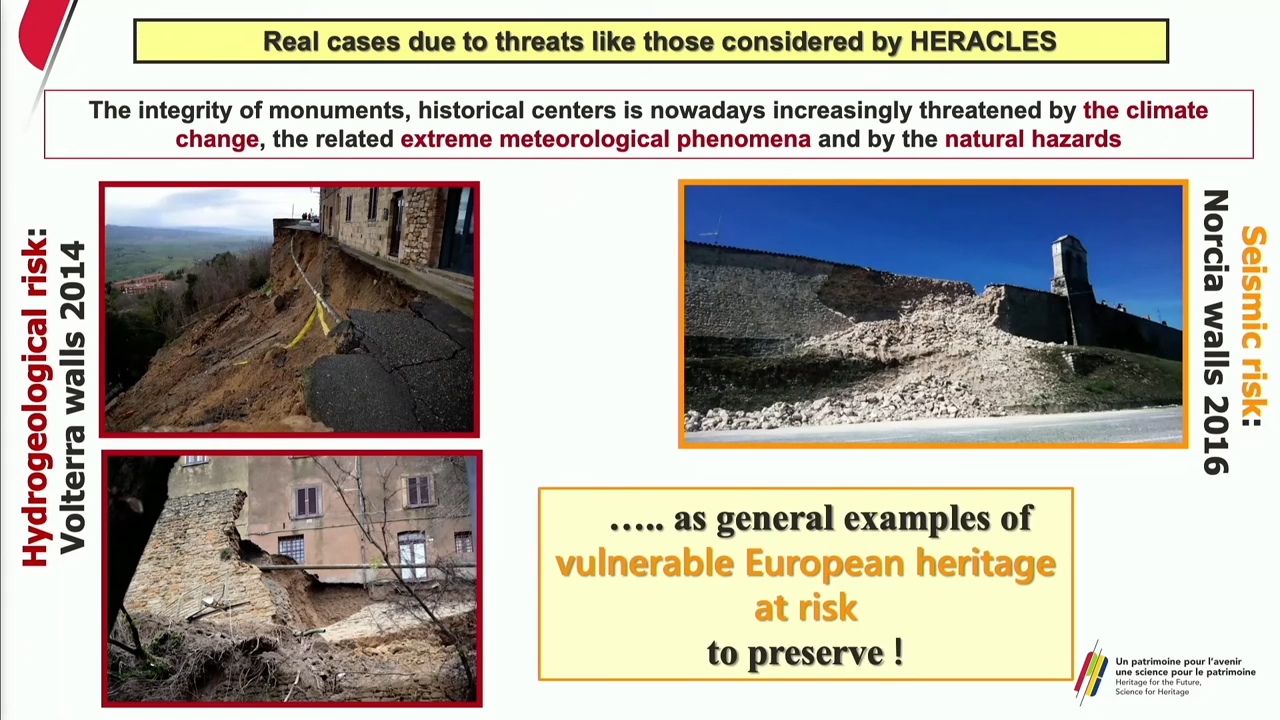 Real cases due to threats like those considered by HERACLES
The integrity of monuments, historical centers is nowadays increasingly threatened by the climate
change, the related extreme meteorological phenomena and by the natural hazards
Hydrogeological risk:
Volterra walls 2014
Seismic risk:
Norcia walls 2016
….. as general examples of
vulnerable European heritage
at risk
to preserve !
Un patrimoine pour l'avenir
une science pour le patrimoine
Heritage for the Future,
Science for Heritage